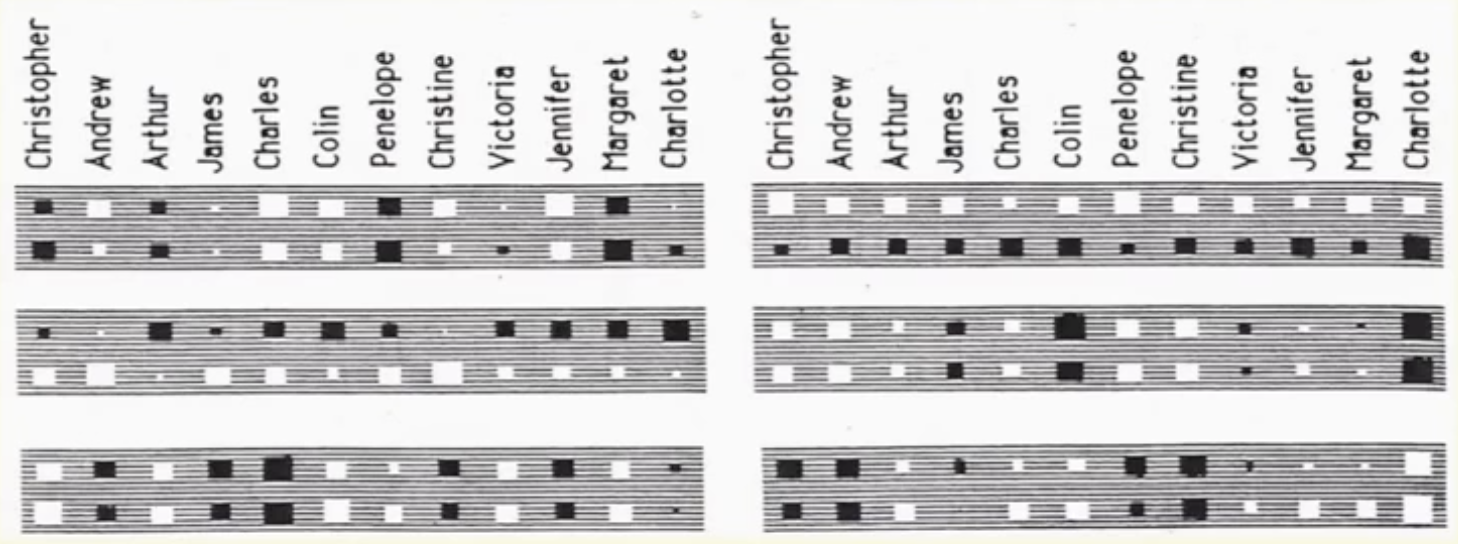 Christopher Andrew Arthur James Charles Colin Penelope Christine Victoria Jennifer Margaret Charlotte Christopher Andrew Arthur James Charles Colin Penelope Christine Victoria Jennifer Margaret Charlotte